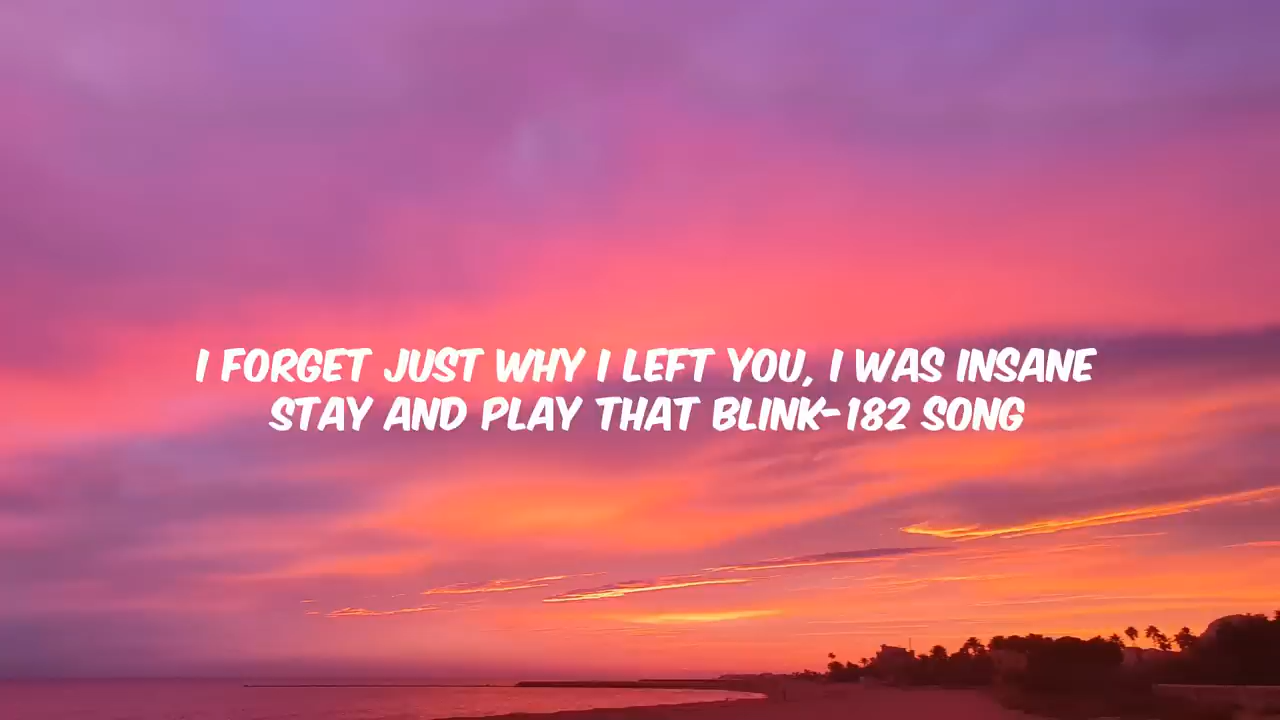 I FORGET JUST WHY I LEFT YOU, I WAS INSANE
STAY AND PLAY THAT BLINK-182 SONG